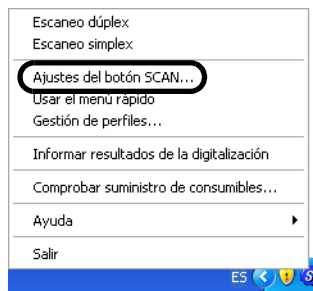 Escaneo dúplex
Escaneo simplex
Ajustes del botón SCAN...
Usar el menú rápido
Gestión de perfiles...
Informar resultados de la digitalización
Comprobar suministro de consumibles...
Ayuda
Salir
ES